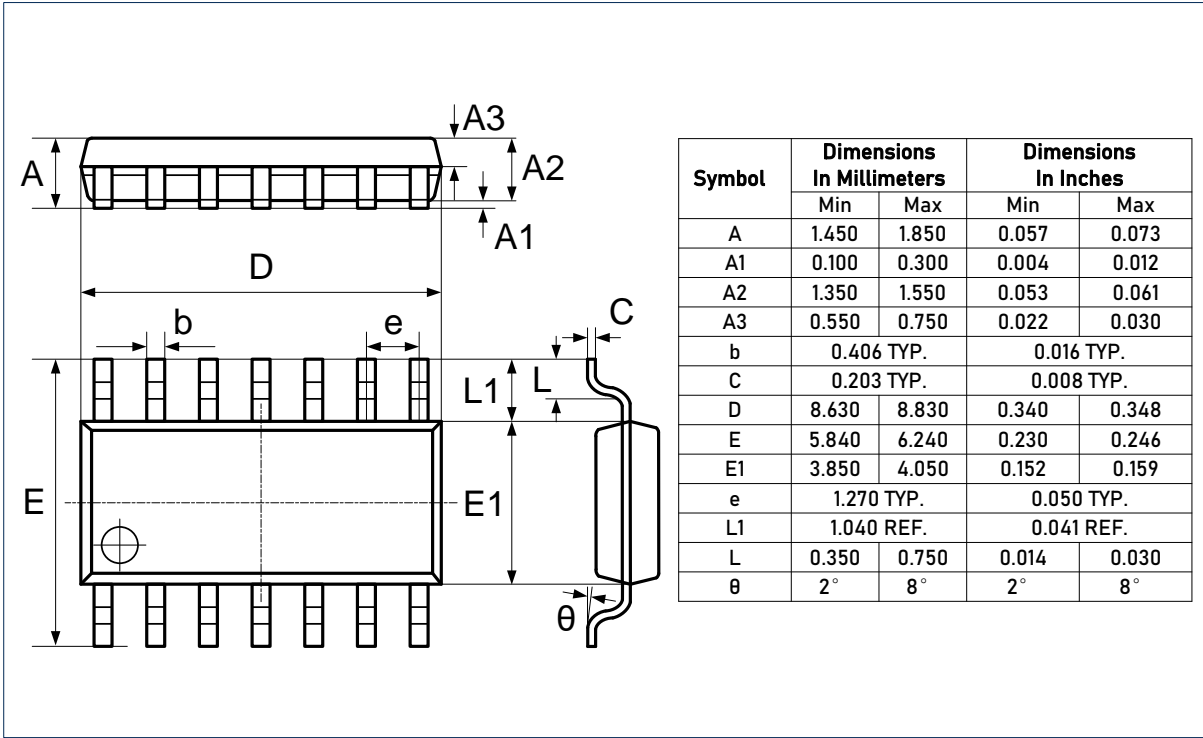 A3
A
A2
A1
D
b
e
C
L1
L
E
E1
θ
Symbol
Dimensions In Millimeters
Dimensions In Inches
Min Max Min Max
A 1.450 1.850 0.057 0.073
A1 0.100 0.300 0.004 0.012
A2 1.350 1.550 0.053 0.061
A3 0.550 0.750 0.022 0.030
b 0.406 TYP. 0.016 TYP.
C 0.203 TYP. 0.008 TYP.
D 8.630 8.830 0.340 0.348
E 5.840 6.240 0.230 0.246
E1 3.850 4.050 0.152 0.159
e 1.270 TYP. 0.050 TYP.
L1 1.040 REF. 0.041 REF.
L 0.350 0.750 0.014 0.030
θ 2° 8° 2° 8°